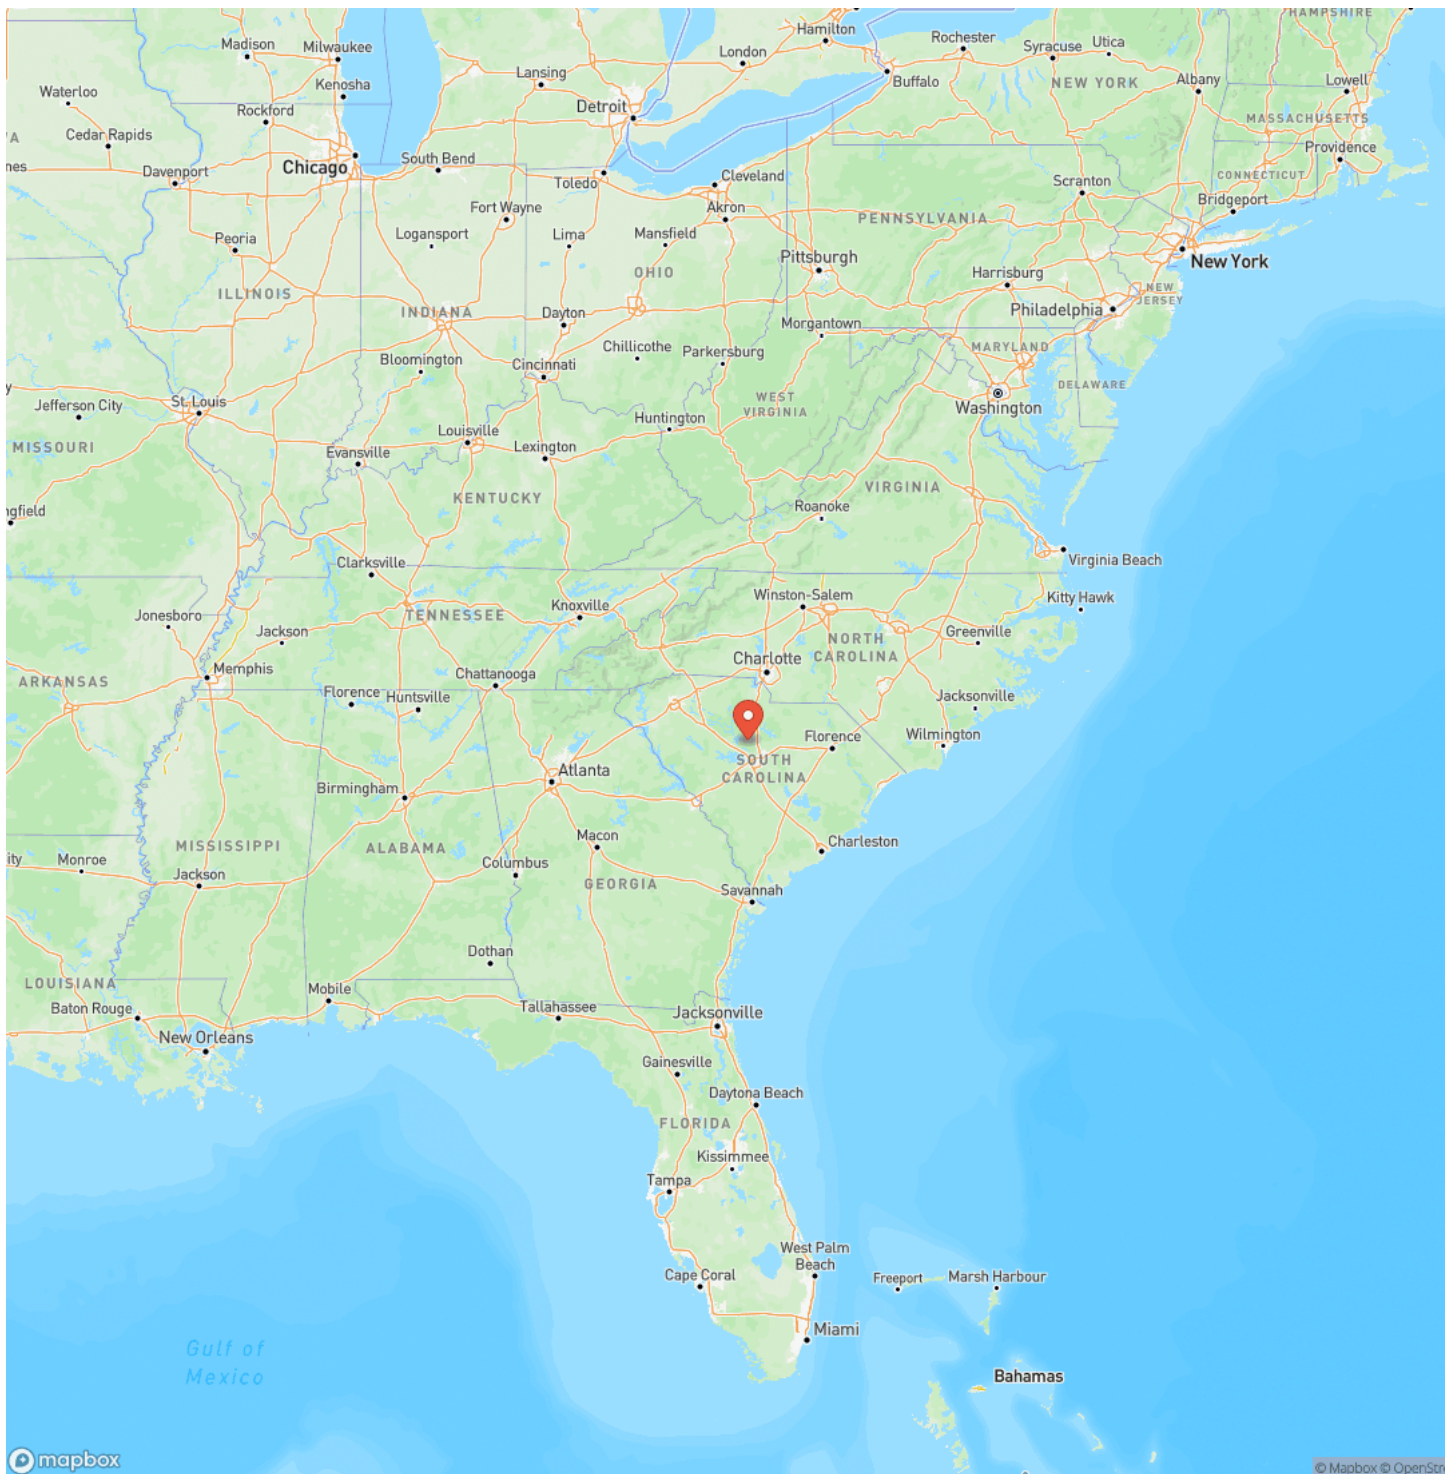 HAMPSHIRE
Hamilton
Rochester
Syracuse
Utica
Madison
Milwaukee
London
Lansing
Buffalo
NEW YORK
Albany
Lowell
Waterloo
Kenosha
Rockford
Detroit
MASSACHUSETTS
Cedar Rapids
Providence
Chicago
South Bend
Davenport
Toledo
Cleveland
Scranton
CONNECTICUT
Bridgeport
Fort Wayne
Akron
PENNSYLVANIA
Peoria
Logansport
Lima
Mansfield
Pittsburgh
New York
OHIO
Harrisburg
ILLINOIS
NEW
JERSEY
INDIANA
Dayton
Philadelphia
Morgantown
Chillicothe
Parkersburg
MARYLAND
Bloomington
Cincinnati
DELAWARE
Jefferson City
St. Louis
WEST
VIRGINIA
Washington
Huntington
MISSOURI
Louisville
Lexington
Evansville
KENTUCKY
VIRGINIA
ngfield
Roanoke
Clarksville
Virginia Beach
Winston-Salem
Kitty Hawk
Jonesboro
TENNESSEE
Knoxville
Jackson
Greenville
NORTH
CAROLINA
Memphis
Charlotte
ARKANSAS
Chattanooga
Florence
Huntsville
Jacksonville
Florence
Wilmington
SOUTH
CAROLINA
Atlanta
Birmingham
Macon
Charleston
MISSISSIPPI
ALABAMA
ity
Monroe
Columbus
Jackson
GEORGIA
Savannah
Dothan
LOUISIANA
Mobile
Baton Rouge
Tallahassee
Jacksonville
New Orleans
Gainesville
Daytona Beach
FLORIDA
Kissimmee
Tampa
West Palm
Beach
Cape Coral
Freeport
Marsh Harbour
Miami
Gulf of
Mexico
Bahamas
mapbox
© Mapbox © OpenStre